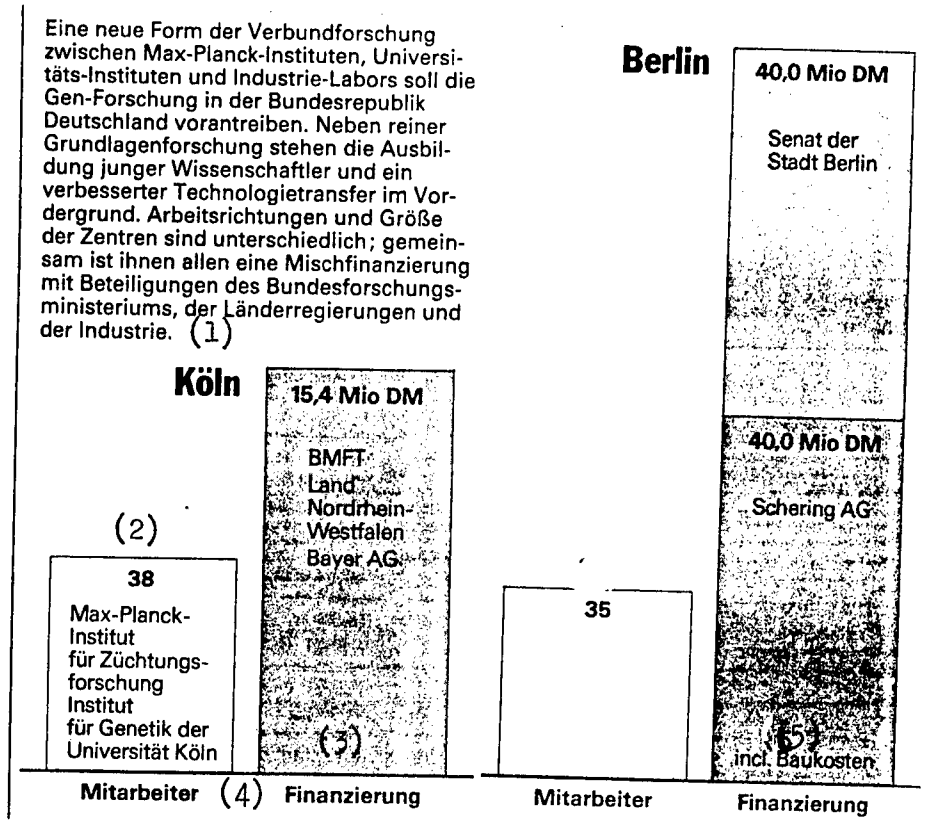 Eine neue Form der Verbundforschung
zwischen Max-Planck-Instituten, Universi-
täts-Instituten und Industrie-Labors soll die
Gen-Forschung in der Bundesrepublik
Deutschland vorantreiben. Neben reiner
Grundlagenforschung stehen die Ausbil-
dung junger Wissenschaftler und ein
verbesserter Technologietransfer im Vor-
dergrund. Arbeitsrichtungen und Größe
der Zentren sind unterschiedlich; gemein-
sam ist ihnen allen eine Mischfinanzierung
mit Beteiligungen des Bundesforschungs-
ministeriums, der Länderregierungen und
der Industrie. (1)
Köln
15,4 Mio DM
BMFT
Land
Nordrhein-
Westfalen
Bayer AG
(3)
(2)
38
Max-Planck-
Institut
für Züchtungs-
forschung
Institut
für Genetik der
Universität Köln
Mitarbeiter (4) Finanzierung
Berlin
40,0 Mio DM
Senat der
Stadt Berlin
40,0 Mio DM
Schering AG
(5)
incl. Baukosten
35
Mitarbeiter Finanzierung